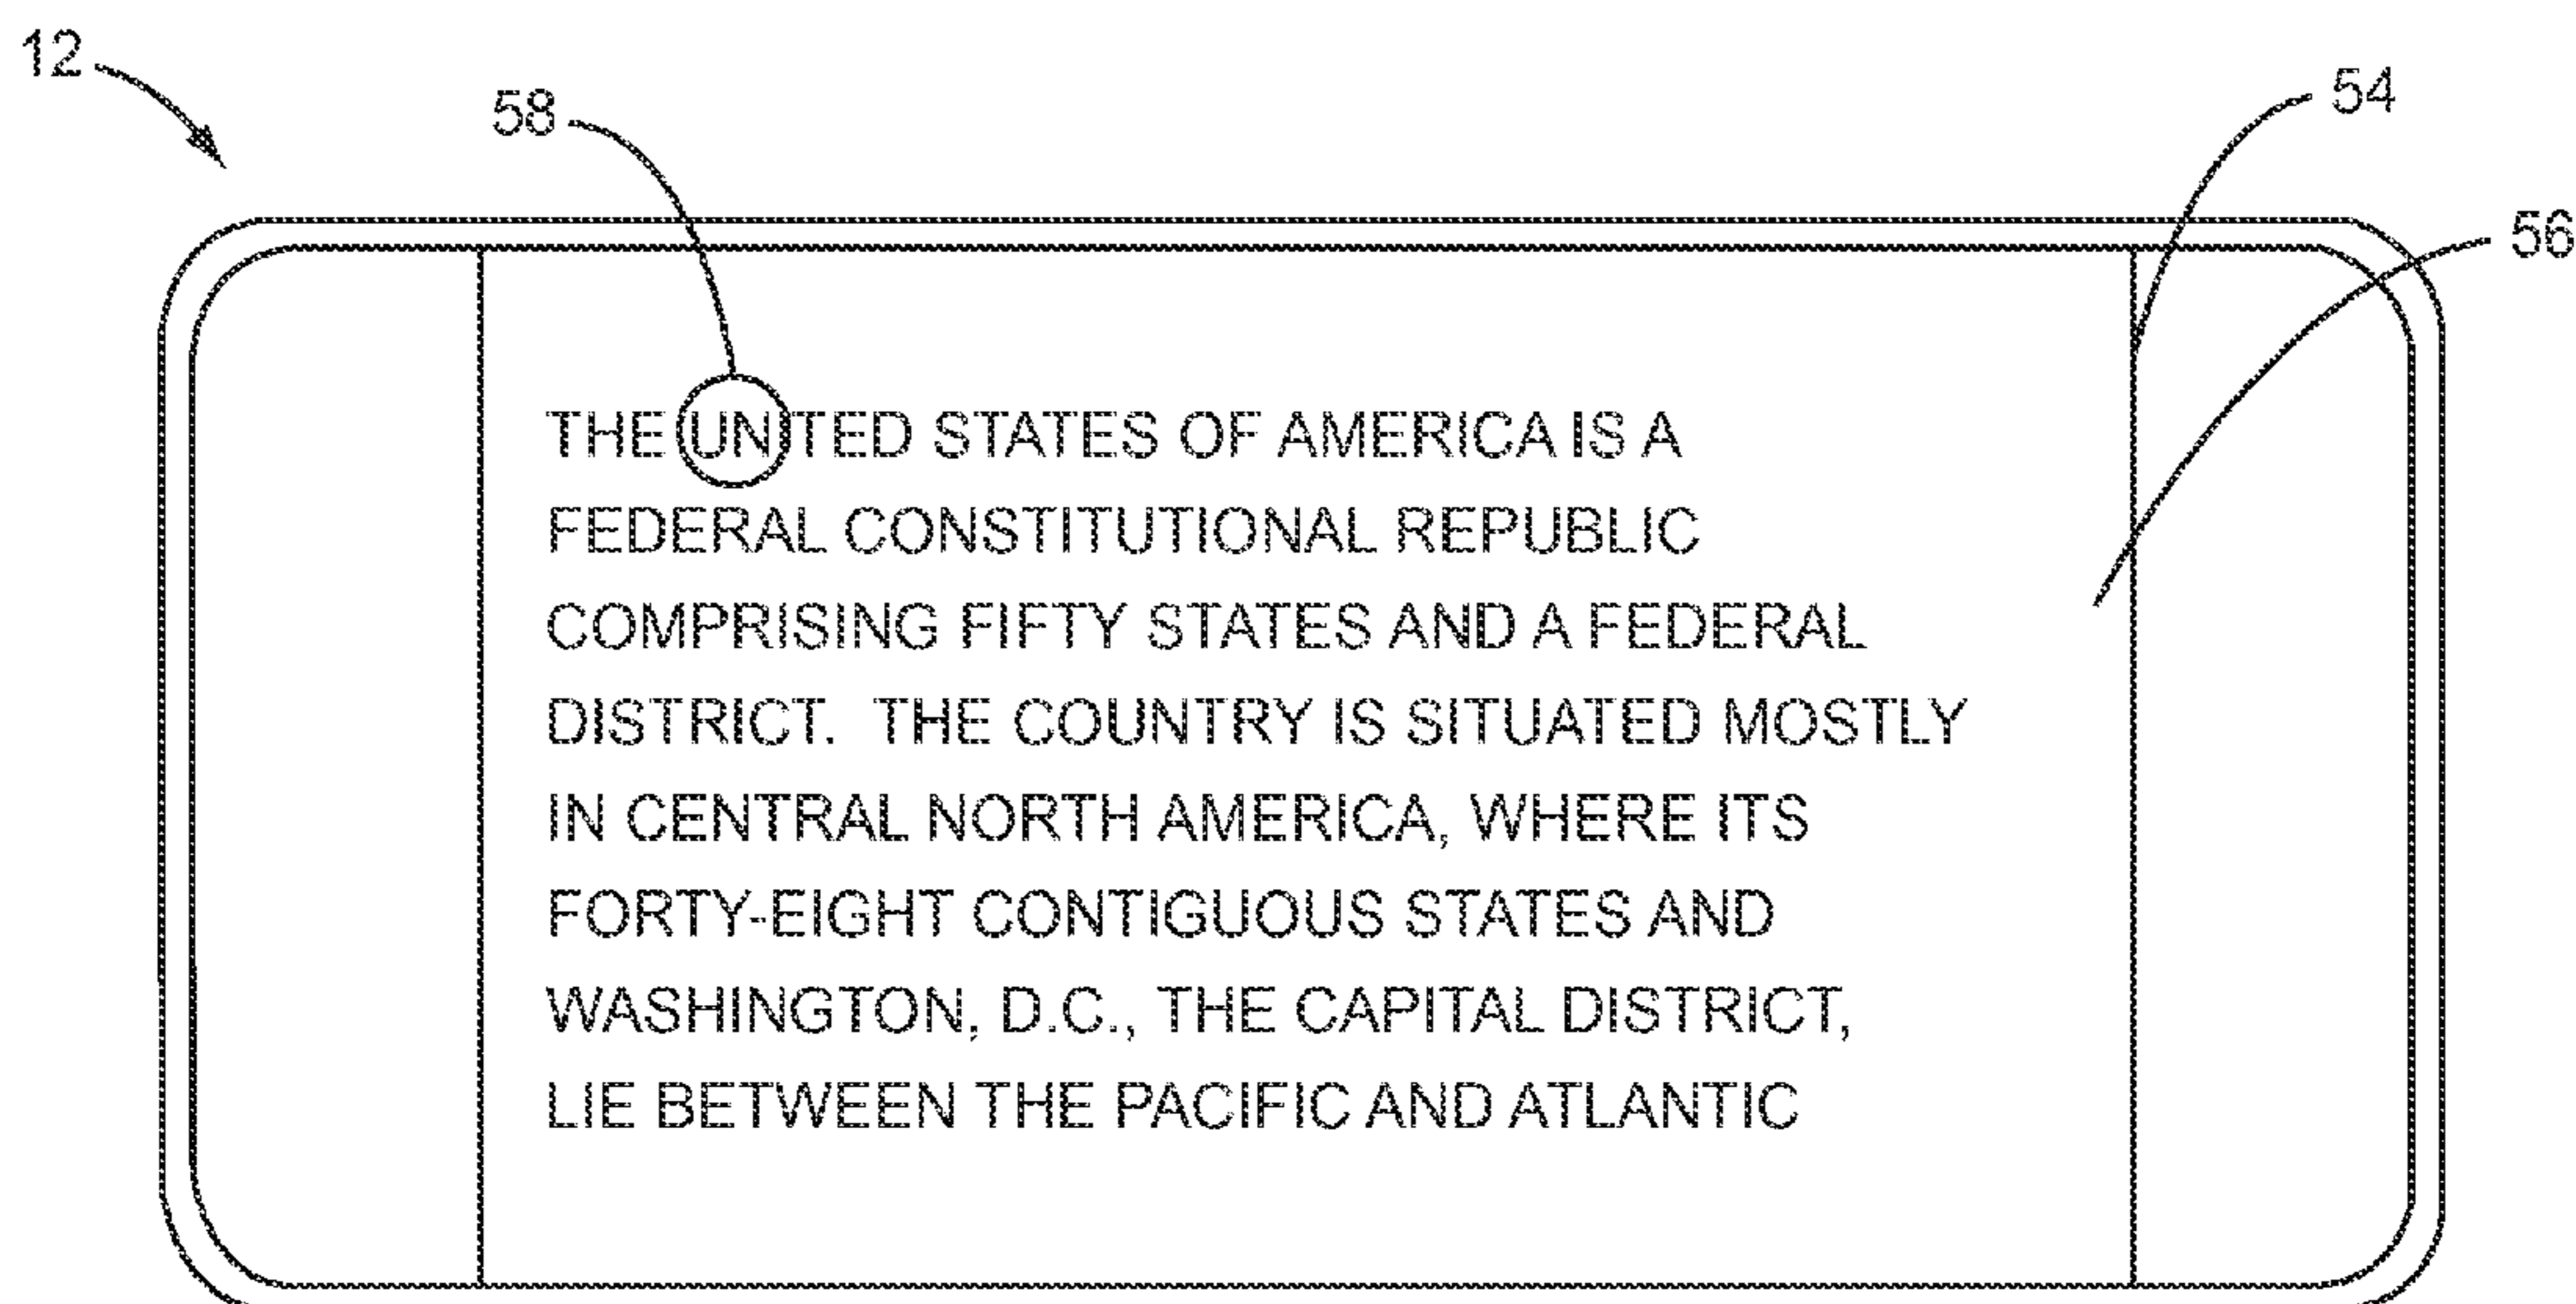 12
58
54
56
THE UNITED STATES OF AMERICA IS A
FEDERAL CONSTITUTIONAL REPUBLIC
COMPRISING FIFTY STATES AND A FEDERAL
DISTRICT. THE COUNTRY IS SITUATED MOSTLY
IN CENTRAL NORTH AMERICA, WHERE ITS
FORTY-EIGHT CONTIGUOUS STATES AND
WASHINGTON, D.C., THE CAPITAL DISTRICT,
LIE BETWEEN THE PACIFIC AND ATLANTIC